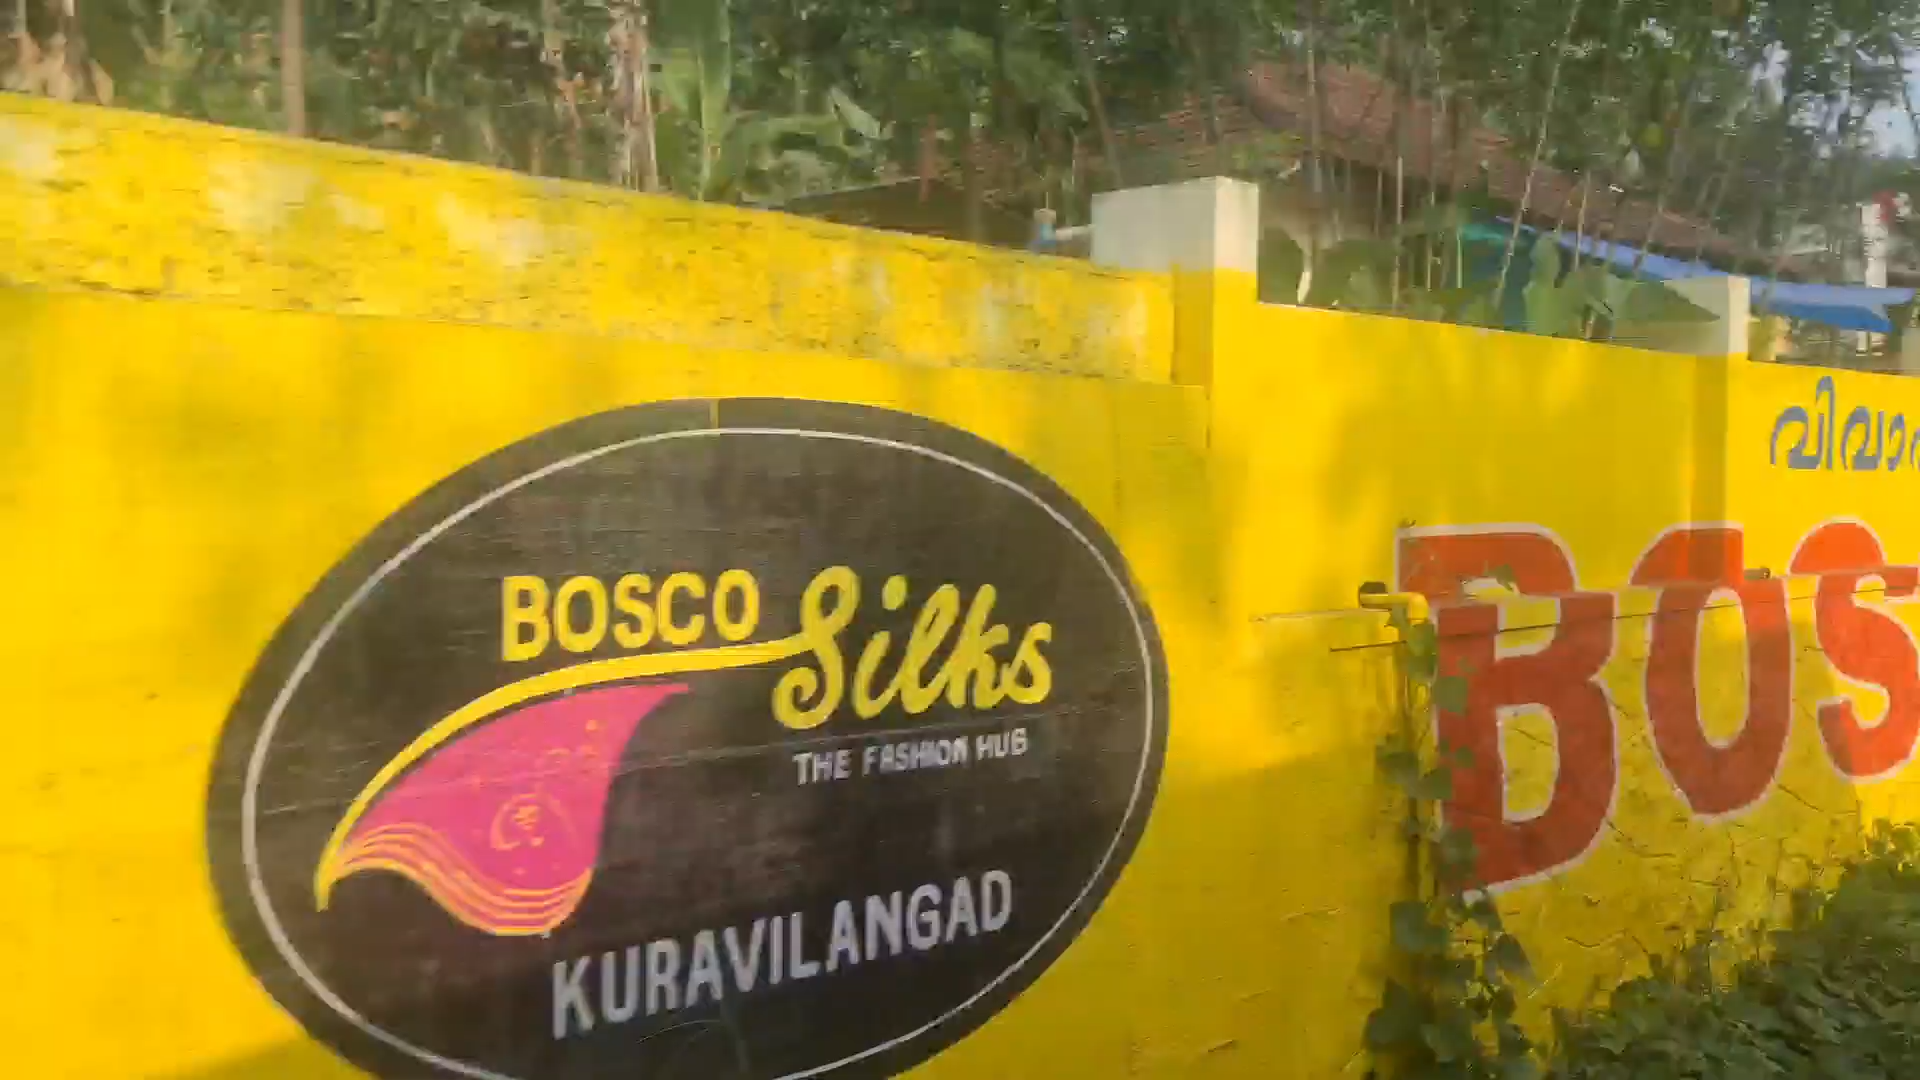 BOSCO Silks
THE FASHION HUB
KURAVILANGAD
വിവാ
BOS